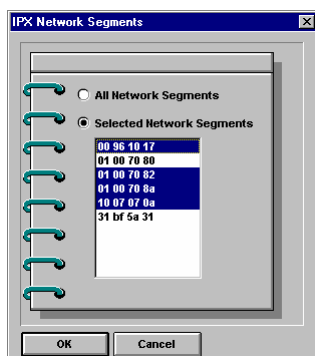 IPX Network Segments
All Network Segments
Selected Network Segments
00 96 10 17
01 00 70 80
01 00 70 82
01 00 70 8a
10 07 07 0a
31 bf 5a 31
OK
Cancel